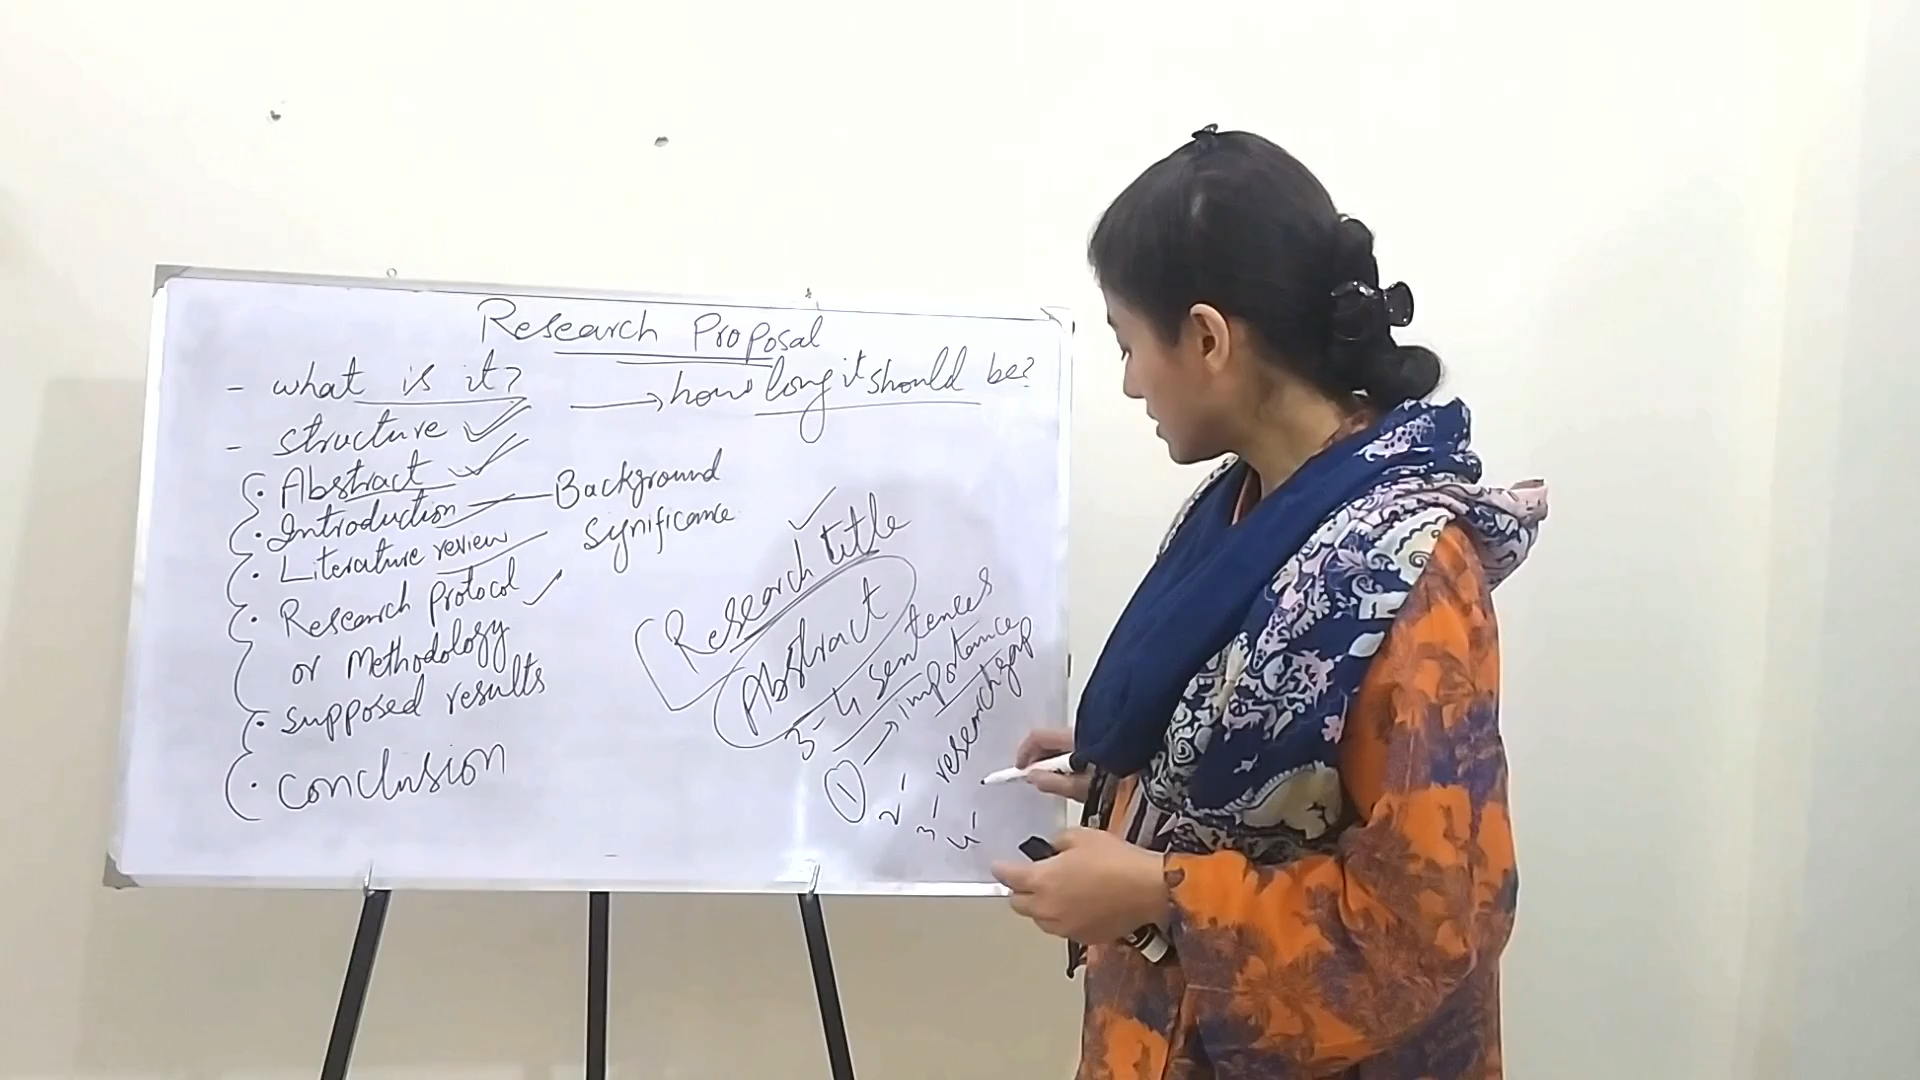 Research Proposal
- what is it?
→ how long it should be?
- structure
• Abstract
• Introduction - Background
significance
• Literature review
• Research protocol
or Methodology
• supposed results
• conclusion
Research title
Abstract
3-4 sentences
1 → importance
2- research gap
3-
4-